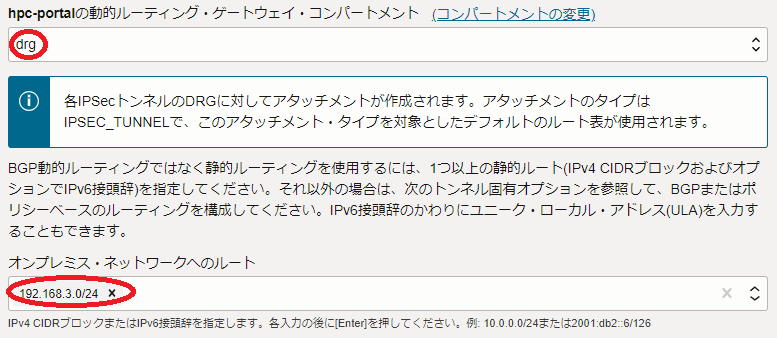 hpc-portalの動的ルーティング・ゲートウェイ・コンパートメント (コンパートメントの変更)
drg
各IPSecトンネルのDRGに対してアタッチメントが作成されます。アタッチメントのタイプは
IPSEC_TUNNELで、このアタッチメント・タイプを対象としたデフォルトのルート表が使用されます。
BGP動的ルーティングではなく静的ルーティングを使用するには、1つ以上の静的ルート(IPv4 CIDRブロックおよびオプ
ションでIPv6接頭辞)を指定してください。それ以外の場合は、次のトンネル固有オプションを参照して、BGPまたはポ
リシーベースのルーティングを構成してください。IPv6接頭辞のかわりにユニーク・ローカル・アドレス(ULA)を入力す
ることもできます。
オンプレミス・ネットワークへのルート
192.168.3.0/24
IPv4 CIDRブロックまたはIPv6接頭辞を指定します。各入力の後に[Enter]を押してください。例: 10.0.0.0/24または2001:db2::6/126